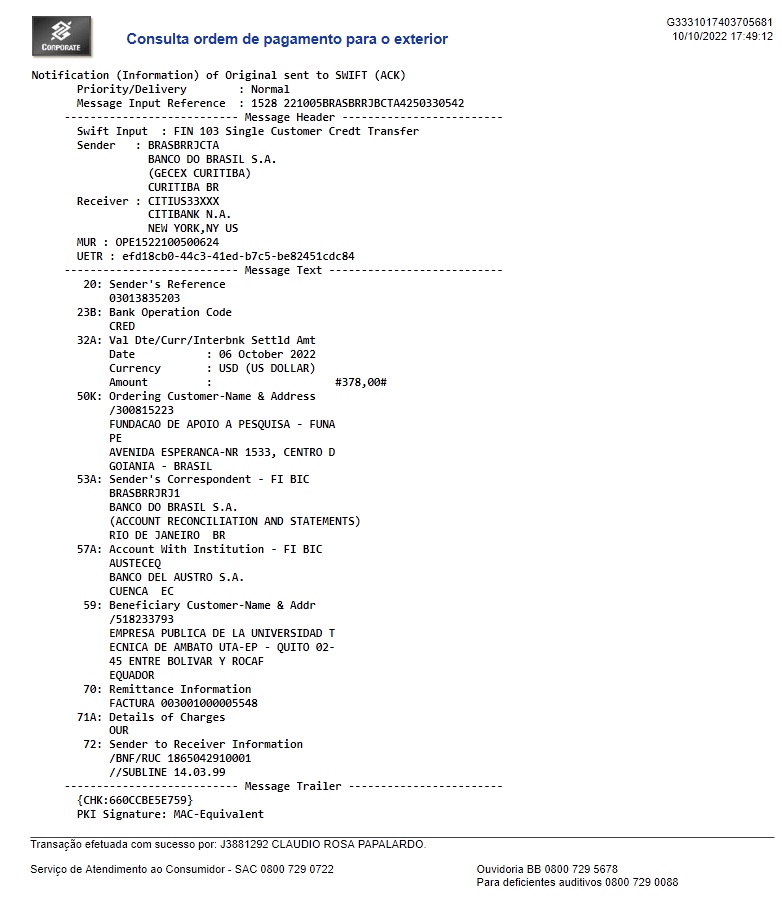 G3331017403705681
CORPORATE
Consulta ordem de pagamento para o exterior
10/10/2022 17:49:12
Notification (Information) of Original sent to SWIFT (ACK)
Priority/Delivery : Normal
Message Input Reference : 1528 221005BRASBRRJBCTA4250330542
--------------------------- Message Header -------------------------
Swift Input : FIN 103 Single Customer Credt Transfer
Sender : BRASBRRJCTA
BANCO DO BRASIL S.A.
(GECEX CURITIBA)
CURITIBA BR
Receiver : CITIUS33XXX
CITIBANK N.A.
NEW YORK,NY US
MUR : OPE1522100500624
UETR : efd18cb0-44c3-41ed-b7c5-be82451cdc84
--------------------------- Message Text ---------------------------
20: Sender's Reference
03013835203
23B: Bank Operation Code
CRED
32A: Val Dte/Curr/Interbnk Settld Amt
Date : 06 October 2022
Currency : USD (US DOLLAR)
Amount : #378,00#
50K: Ordering Customer-Name & Address
/300815223
FUNDACAO DE APOIO A PESQUISA - FUNA
PE
AVENIDA ESPERANCA-NR 1533, CENTRO D
GOIANIA - BRASIL
53A: Sender's Correspondent - FI BIC
BRASBRRJRJ1
BANCO DO BRASIL S.A.
(ACCOUNT RECONCILIATION AND STATEMENTS)
RIO DE JANEIRO BR
57A: Account With Institution - FI BIC
AUSTECEQ
BANCO DEL AUSTRO S.A.
CUENCA EC
59: Beneficiary Customer-Name & Addr
/518233793
EMPRESA PUBLICA DE LA UNIVERSIDAD T
ECNICA DE AMBATO UTA-EP - QUITO 02-
45 ENTRE BOLIVAR Y ROCAF
EQUADOR
70: Remittance Information
FACTURA 003001000005548
71A: Details of Charges
OUR
72: Sender to Receiver Information
/BNF/RUC 1865042910001
//SUBLINE 14.03.99
--------------------------- Message Trailer ------------------------
{CHK:660CCBE5E759}
PKI Signature: MAC-Equivalent
Transação efetuada com sucesso por: J3881292 CLAUDIO ROSA PAPALARDO.
Serviço de Atendimento ao Consumidor - SAC 0800 729 0722
Ouvidoria BB 0800 729 5678
Para deficientes auditivos 0800 729 0088